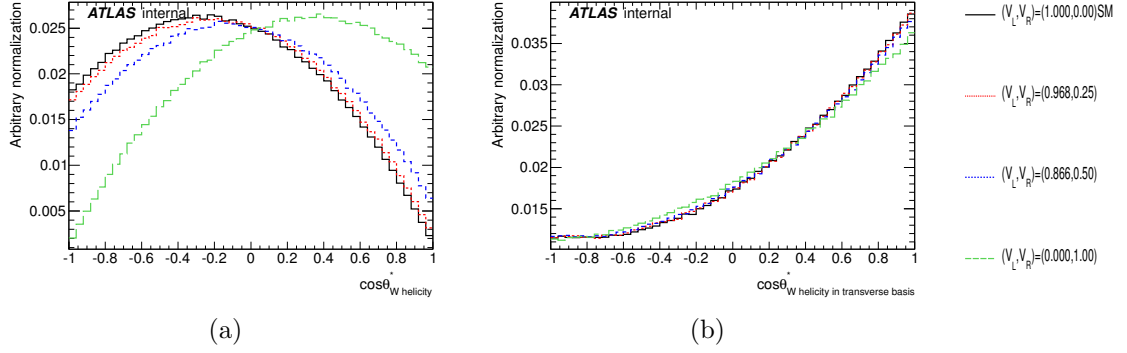 ATLAS internal
Arbitrary normalization
0.025
0.02
0.015
0.01
0.005
-1 -0.8 -0.6 -0.4 -0.2 0 0.2 0.4 0.6 0.8 1
cosθ*W helicity
(a)
ATLAS internal
Arbitrary normalization
0.035
0.03
0.025
0.02
0.015
-1 -0.8 -0.6 -0.4 -0.2 0 0.2 0.4 0.6 0.8 1
cosθ*W helicity in transverse basis
(b)
(VL,VR)=(1.000,0.00)SM
(VL,VR)=(0.968,0.25)
(VL,VR)=(0.866,0.50)
(VL,VR)=(0.000,1.00)